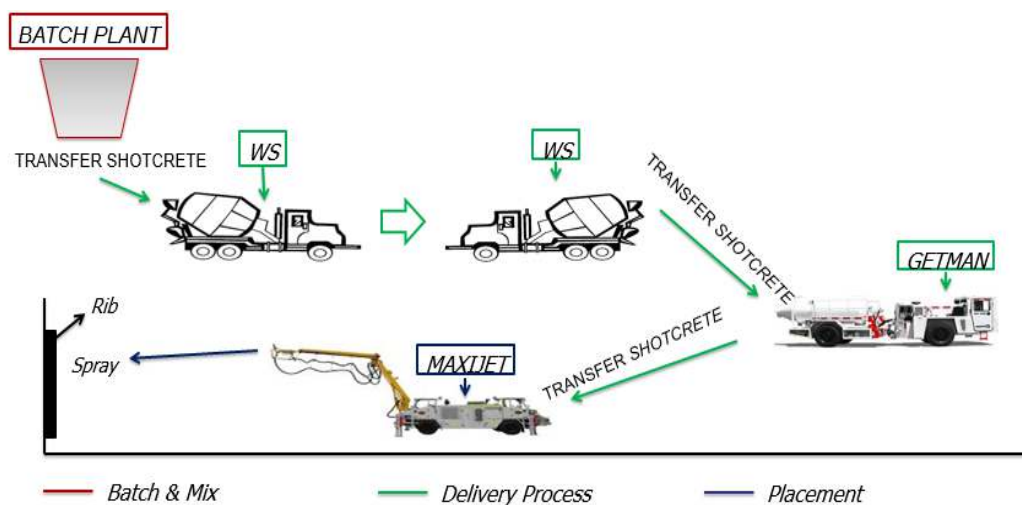 BATCH PLANT
TRANSFER SHOTCRETE
WS
WS
TRANSFER SHOTCRETE
GETMAN
Rib
Spray
MAXIJET
TRANSFER SHOTCRETE
Batch & Mix
Delivery Process
Placement